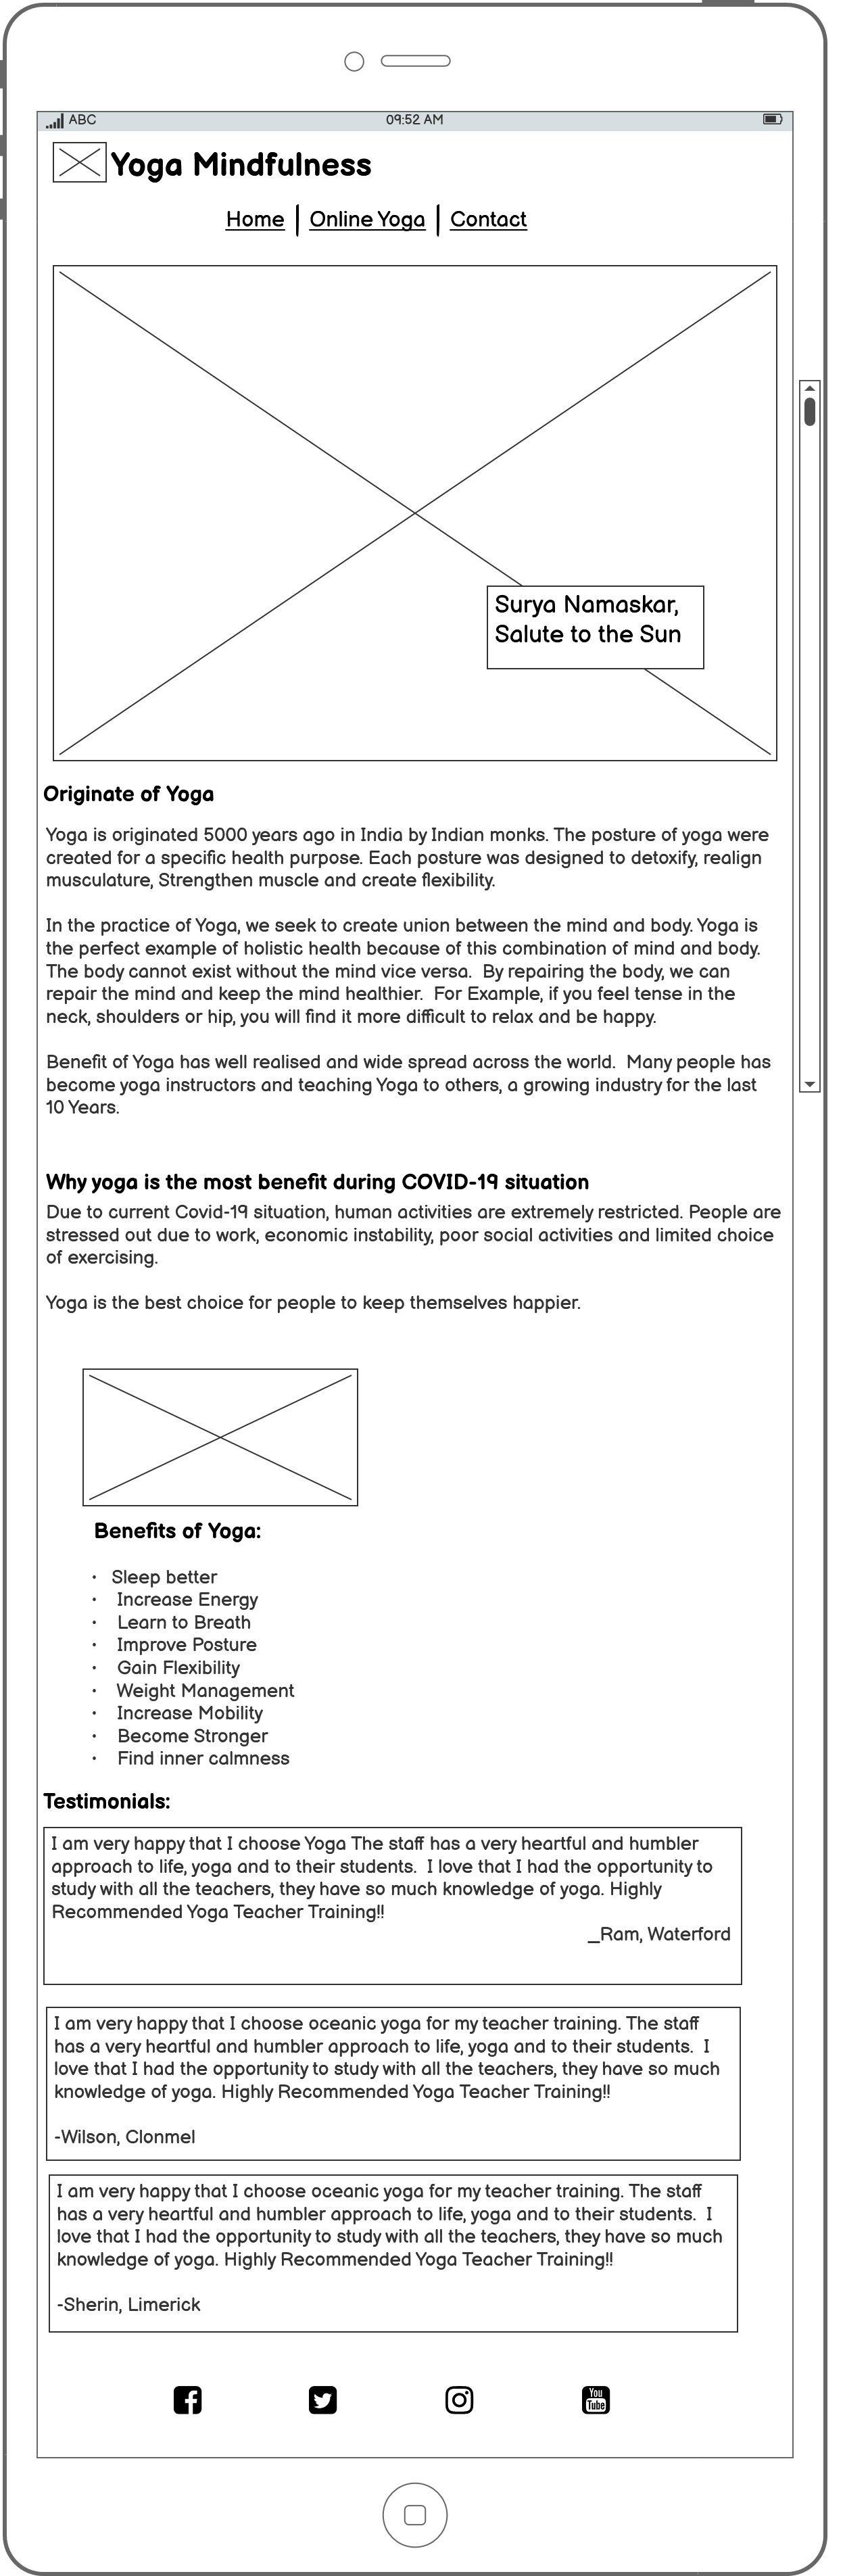 ABC 09:52 AM
Yoga Mindfulness
Home | Online Yoga | Contact
Surya Namaskar,
Salute to the Sun
Originate of Yoga
Yoga is originated 5000 years ago in India by Indian monks. The posture of yoga were
created for a specific health purpose. Each posture was designed to detoxify, realign
musculature, Strengthen muscle and create flexibility.
In the practice of Yoga, we seek to create union between the mind and body. Yoga is
the perfect example of holistic health because of this combination of mind and body.
The body cannot exist without the mind vice versa.  By repairing the body, we can
repair the mind and keep the mind healthier.  For Example, if you feel tense in the
neck, shoulders or hip, you will find it more difficult to relax and be happy.
Benefit of Yoga has well realised and wide spread across the world.  Many people has
become yoga instructors and teaching Yoga to others, a growing industry for the last
10 Years.
Why yoga is the most benefit during COVID-19 situation
Due to current Covid-19 situation, human activities are extremely restricted. People are
stressed out due to work, economic instability, poor social activities and limited choice
of exercising.
Yoga is the best choice for people to keep themselves happier.
Benefits of Yoga:
• Sleep better
• Increase Energy
• Learn to Breath
• Improve Posture
• Gain Flexibility
• Weight Management
• Increase Mobility
• Become Stronger
• Find inner calmness
Testimonials:
I am very happy that I choose Yoga The staff has a very heartful and humbler
approach to life, yoga and to their students.  I love that I had the opportunity to
study with all the teachers, they have so much knowledge of yoga. Highly
Recommended Yoga Teacher Training!!
_Ram, Waterford
I am very happy that I choose oceanic yoga for my teacher training. The staff
has a very heartful and humbler approach to life, yoga and to their students.  I
love that I had the opportunity to study with all the teachers, they have so much
knowledge of yoga. Highly Recommended Yoga Teacher Training!!
-Wilson, Clonmel
I am very happy that I choose oceanic yoga for my teacher training. The staff
has a very heartful and humbler approach to life, yoga and to their students.  I
love that I had the opportunity to study with all the teachers, they have so much
knowledge of yoga. Highly Recommended Yoga Teacher Training!!
-Sherin, Limerick
You
Tube